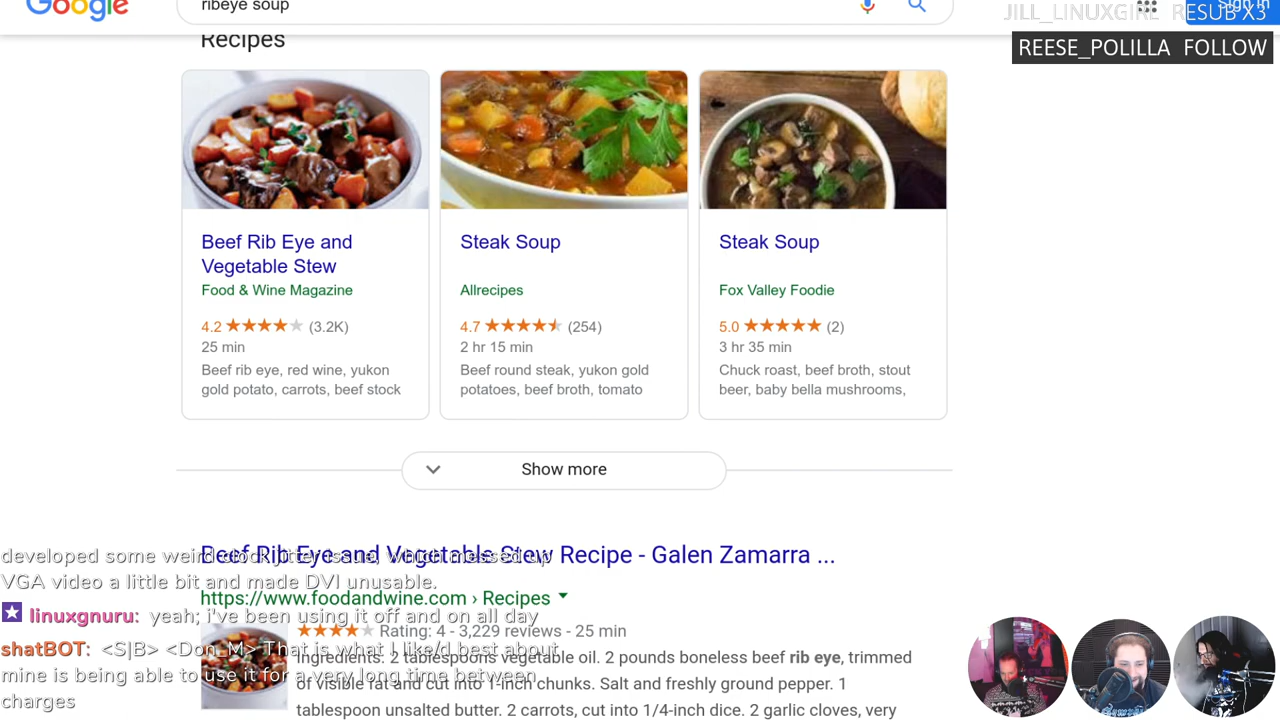 Google
ribeye soup
Sign in
JILL_LINUXGIRL RESUB X3
REESE_POLILLA FOLLOW
Recipes
Beef Rib Eye and
Vegetable Stew
Food & Wine Magazine
4.2 ★★★★★ (3.2K)
25 min
Beef rib eye, red wine, yukon
gold potato, carrots, beef stock
Steak Soup
Allrecipes
4.7 ★★★★★ (254)
2 hr 15 min
Beef round steak, yukon gold
potatoes, beef broth, tomato
Steak Soup
Fox Valley Foodie
5.0 ★★★★★ (2)
3 hr 35 min
Chuck roast, beef broth, stout
beer, baby bella mushrooms,
Show more
Beef Rib Eye and Vegetable Stew Recipe - Galen Zamarra ...
https://www.foodandwine.com › Recipes
★★★★★ Rating: 4 - 3,229 reviews - 25 min
Ingredients. 2 tablespoons vegetable oil. 2 pounds boneless beef rib eye, trimmed
of visible fat and cut into 1-inch chunks. Salt and freshly ground pepper. 1
tablespoon unsalted butter. 2 carrots, cut into 1/4-inch dice. 2 garlic cloves, very
developed some weird clock jitter issue, which messed up
VGA video a little bit and made DVI unusable.
linuxgnuru: yeah; i've been using it off and on all day
shatBOT: <S|B> <Don_M> That is what I like/d best about
mine is being able to use it for a very long time between
charges